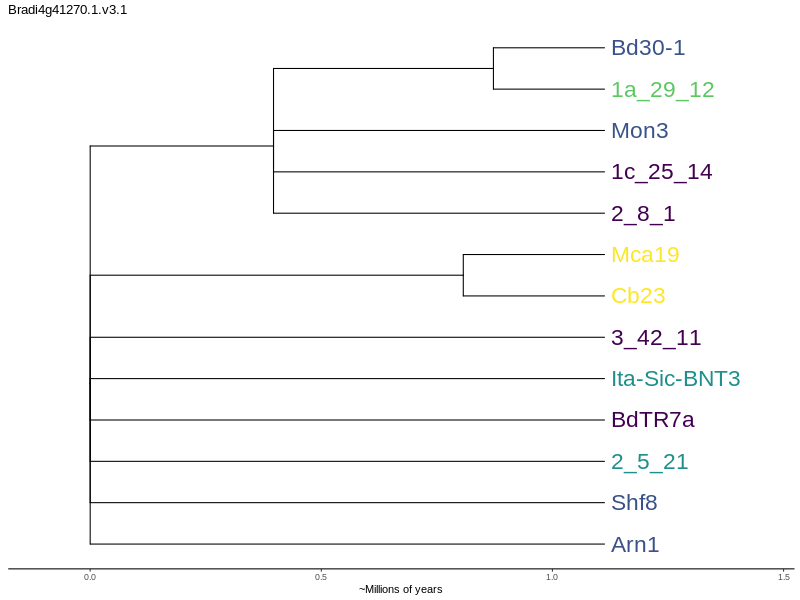 Bradi4g41270.1.v3.1
Bd30-1
1a_29_12
Mon3
1c_25_14
2_8_1
Mca19
Cb23
3_42_11
Ita-Sic-BNT3
BdTR7a
2_5_21
Shf8
Arn1
0.0 0.5 1.0 1.5
~Millions of years